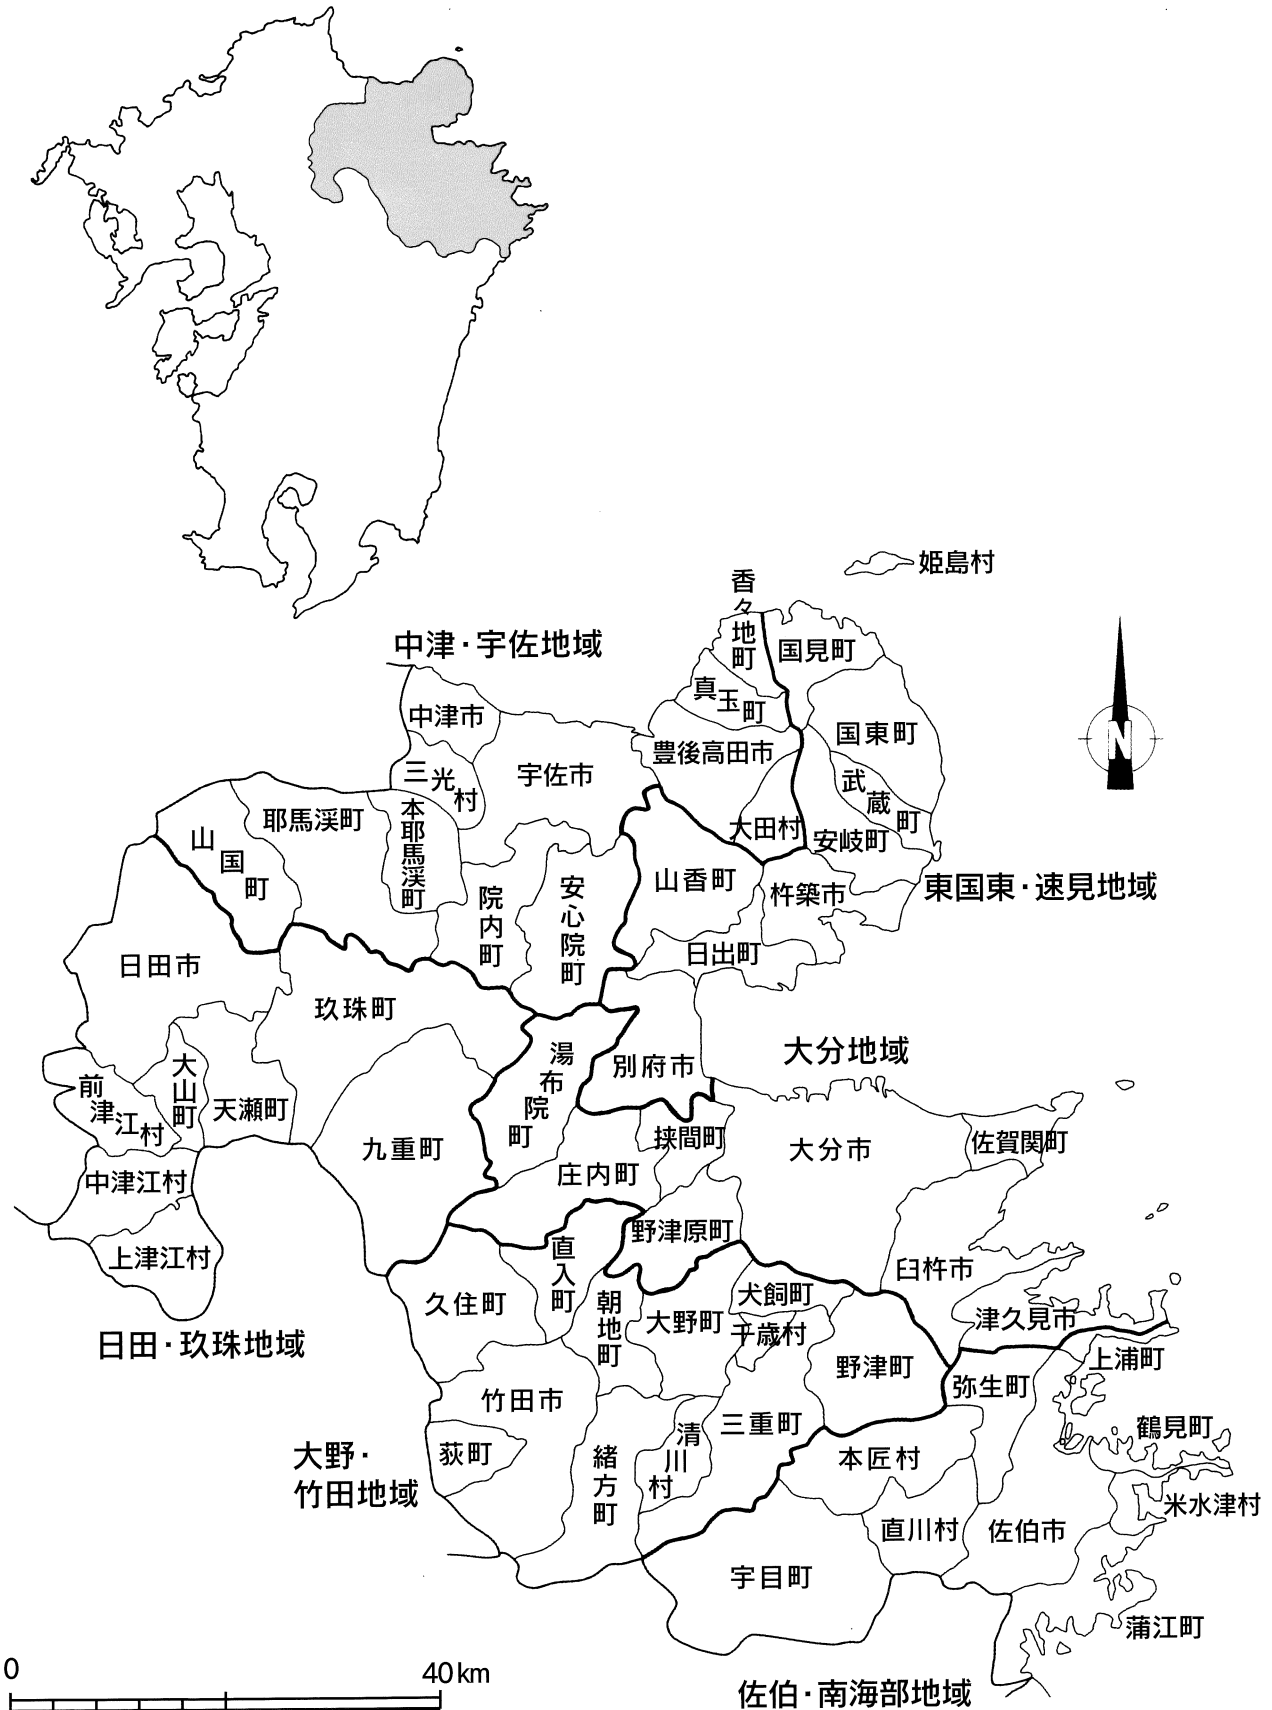 姫島村
香々地町
国見町
中津・宇佐地域
真玉町
中津市
国東町
豊後高田市
三光村
宇佐市
武蔵町
耶馬溪町
本耶馬溪町
山国町
大田村
安岐町
山香町
杵築市
東国東・速見地域
院内町
安心院町
日出町
日田市
玖珠町
湯布院町
別府市
大分地域
大山町
前津江村
天瀬町
九重町
挾間町
大分市
佐賀関町
中津江村
庄内町
上津江村
野津原町
直入町
臼杵市
久住町
朝地町
犬飼町
大野町
千歳村
津久見市
日田・玖珠地域
野津町
上浦町
弥生町
竹田市
三重町
鶴見町
清川村
荻町
本匠村
大野・
竹田地域
緒方町
米水津村
直川村
佐伯市
宇目町
蒲江町
佐伯・南海部地域
N
0
40km